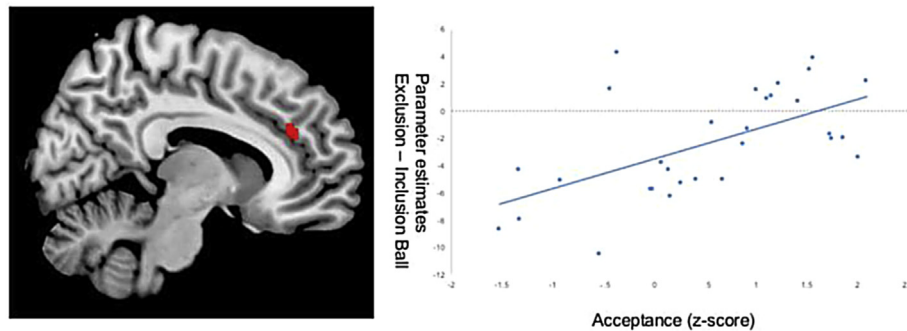 Parameter estimates
Exclusion – Inclusion Ball
6
4
2
0
-2
-4
-6
-8
-10
-12
-2 -1.5 -1 -.5 0 .5 1 1.5 2 2.5
Acceptance (z-score)